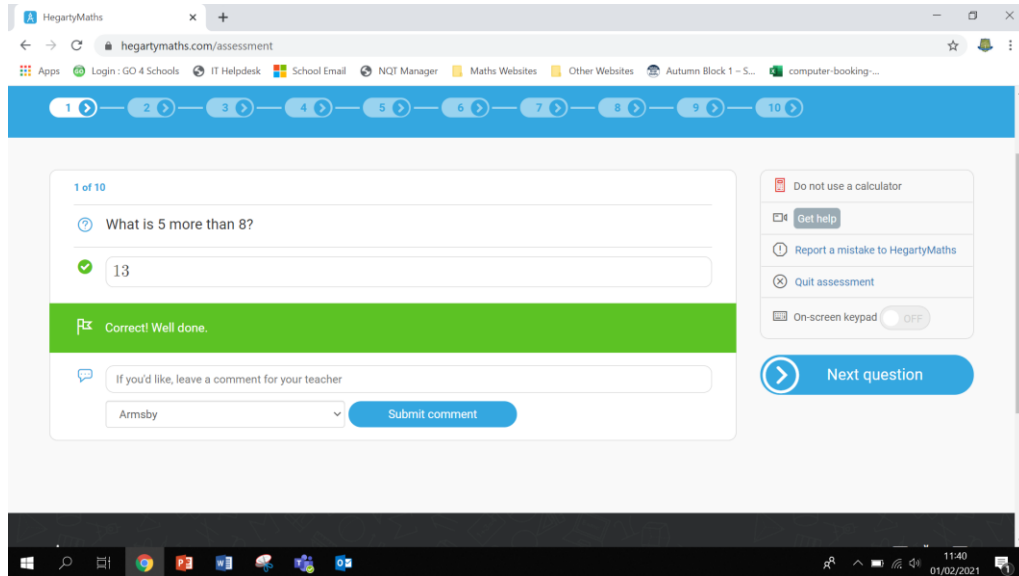 HegartyMaths
hegartymaths.com/assessment
Apps
Login : GO 4 Schools
IT Helpdesk
School Email
NQT Manager
Maths Websites
Other Websites
Autumn Block 1 – S...
computer-booking-...
1 2 3 4 5 6 7 8 9 10
1 of 10
What is 5 more than 8?
13
Correct! Well done.
If you'd like, leave a comment for your teacher
Armsby
Submit comment
Do not use a calculator
Get help
Report a mistake to HegartyMaths
Quit assessment
On-screen keypad OFF
Next question
11:40
01/02/2021
1